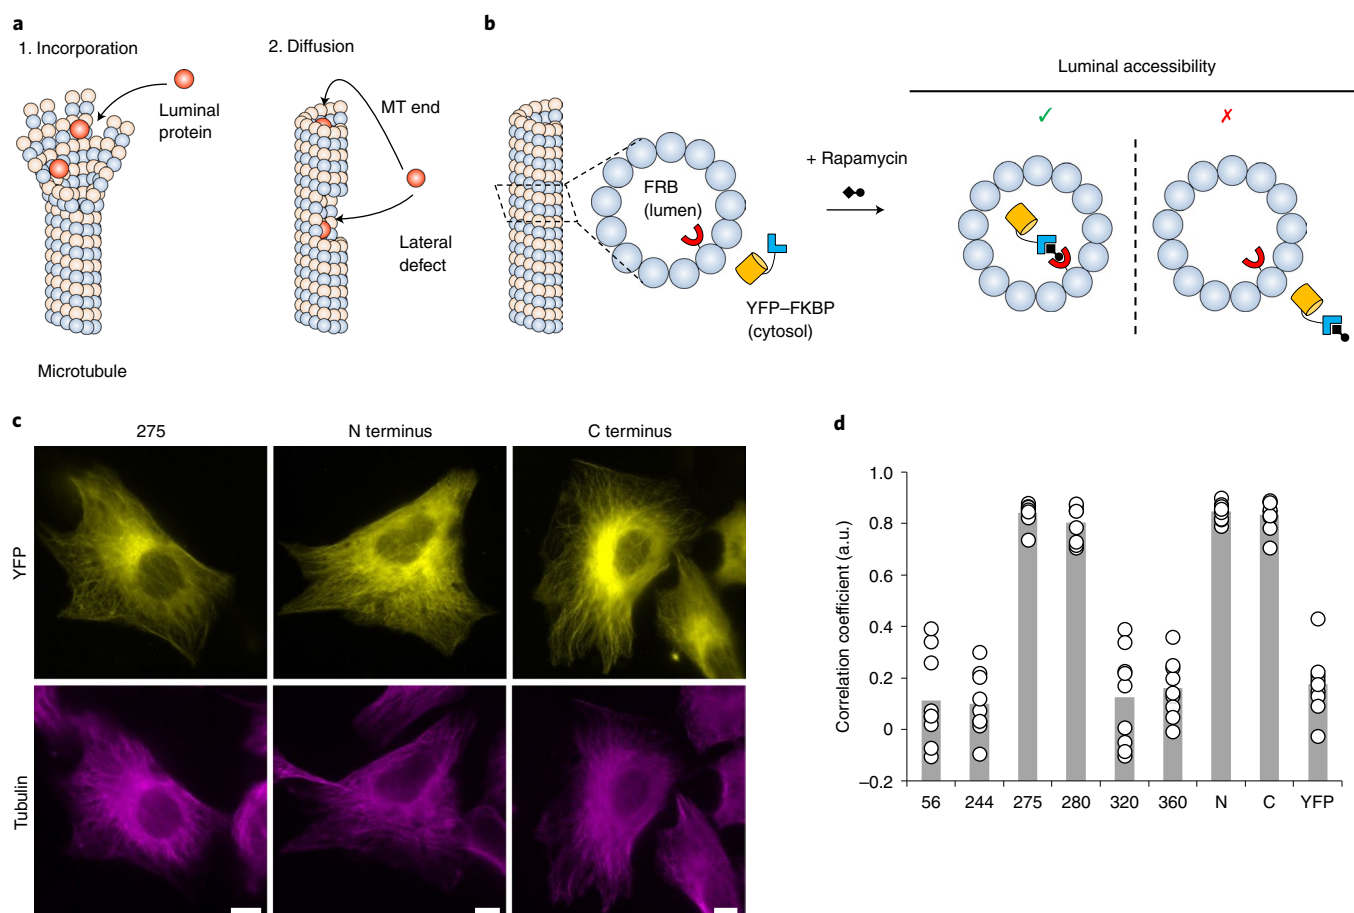 a
1. Incorporation
2. Diffusion
Luminal
protein
MT end
Lateral
defect
Microtubule
b
FRB
(lumen)
YFP–FKBP
(cytosol)
+ Rapamycin
Luminal accessibility
✓
✗
c
275
N terminus
C terminus
YFP
Tubulin
d
Correlation coefficient (a.u.)
1.0
0.8
0.6
0.4
0.2
0
–0.2
56 244 275 280 320 360 N C YFP